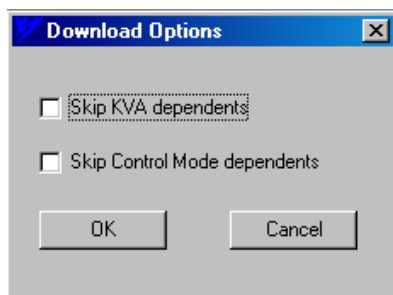 Download Options
Skip KVA dependents
Skip Control Mode dependents
OK
Cancel